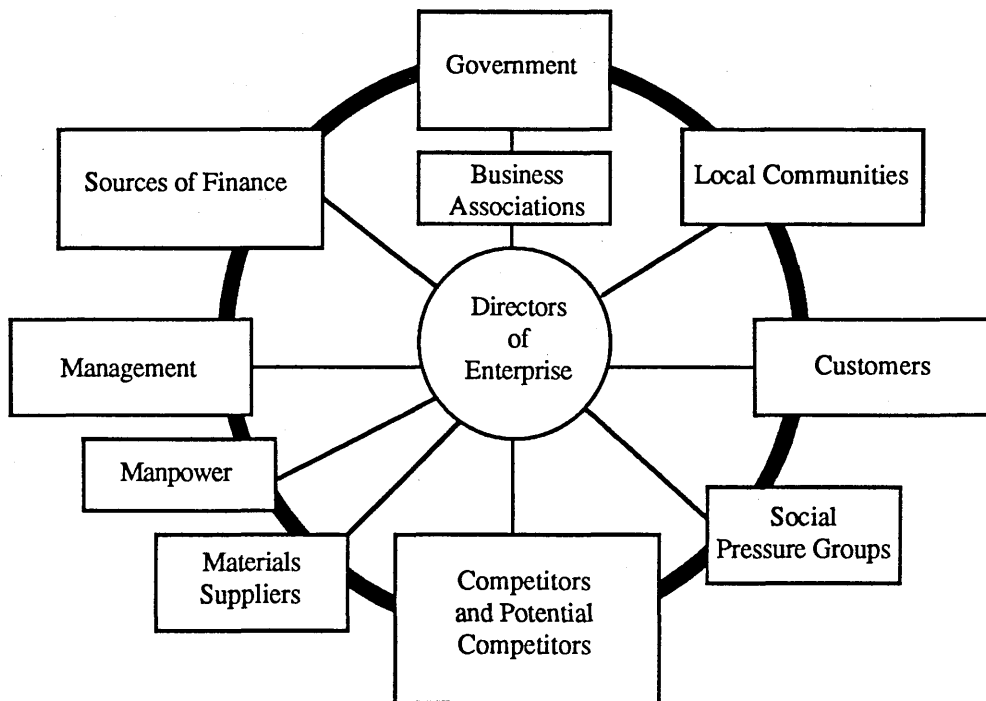 Government
Sources of Finance
Business
Associations
Local Communities
Directors
of
Enterprise
Management
Customers
Manpower
Social
Pressure Groups
Materials
Suppliers
Competitors
and Potential
Competitors